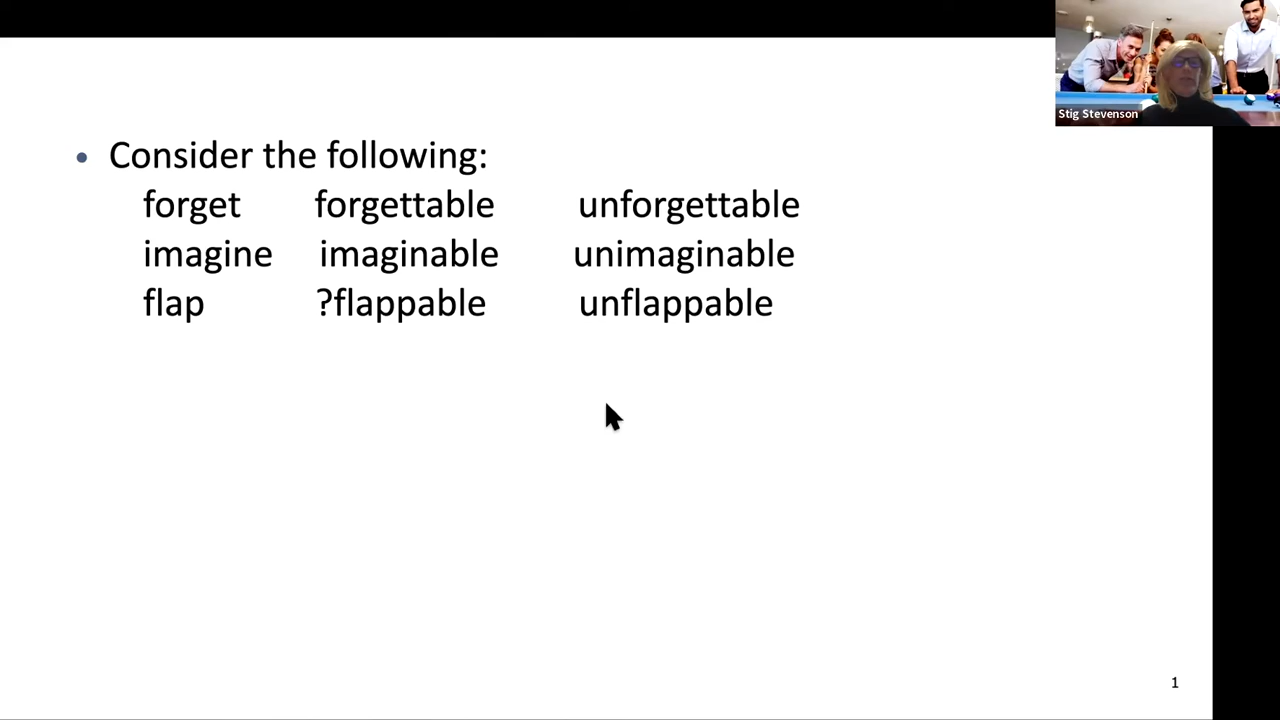 Stig Stevenson
• Consider the following:
forget forgettable unforgettable
imagine imaginable unimaginable
flap ?flappable unflappable
1